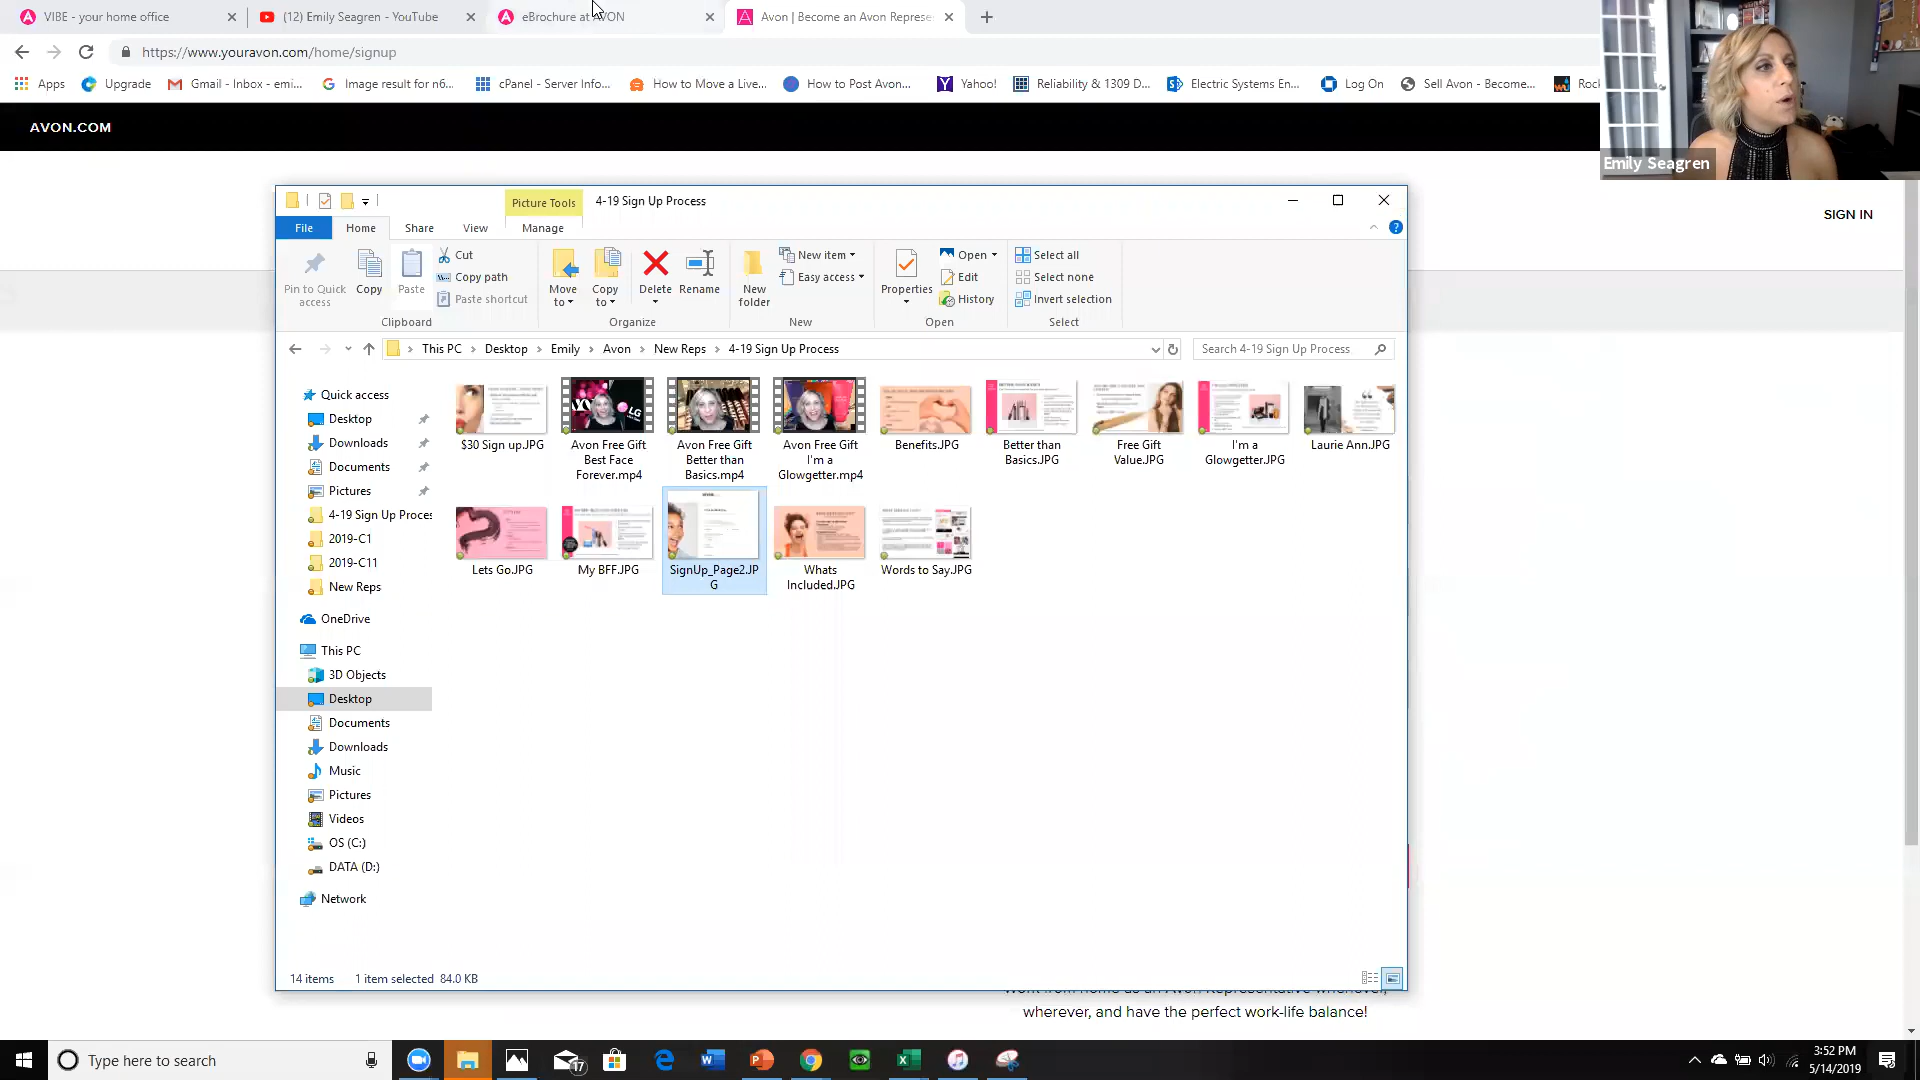 VIBE - your home office
(12) Emily Seagren - YouTube
eBrochure at AVON
Avon | Become an Avon Represe
https://www.youravon.com/home/signup
Apps
Upgrade
Gmail - Inbox - emi...
Image result for n6...
cPanel - Server Info...
How to Move a Live...
How to Post Avon...
Yahoo!
Reliability & 1309 D...
Electric Systems En...
Log On
Sell Avon - Become...
Rock
AVON.COM
Emily Seagren
SIGN IN
Picture Tools
4-19 Sign Up Process
File
Home
Share
View
Manage
Pin to Quick access
Copy
Paste
Cut
Copy path
Paste shortcut
Clipboard
Move to
Copy to
Delete
Rename
Organize
New folder
New item
Easy access
New
Properties
Open
Edit
History
Open
Select all
Select none
Invert selection
Select
This PC > Desktop > Emily > Avon > New Reps > 4-19 Sign Up Process
Search 4-19 Sign Up Process
Quick access
Desktop
Downloads
Documents
Pictures
4-19 Sign Up Proces
2019-C1
2019-C11
New Reps
OneDrive
This PC
3D Objects
Desktop
Documents
Downloads
Music
Pictures
Videos
OS (C:)
DATA (D:)
Network
$30 Sign up.JPG
Avon Free Gift
Best Face
Forever.mp4
Avon Free Gift
Better than
Basics.mp4
Avon Free Gift
I'm a
Glowgetter.mp4
Benefits.JPG
Better than
Basics.JPG
Free Gift
Value.JPG
I'm a
Glowgetter.JPG
Laurie Ann.JPG
Lets Go.JPG
My BFF.JPG
SignUp_Page2.JP
G
Whats
Included.JPG
Words to Say.JPG
14 items
1 item selected 84.0 KB
wherever, and have the perfect work-life balance!
Type here to search
17
3:52 PM
5/14/2019